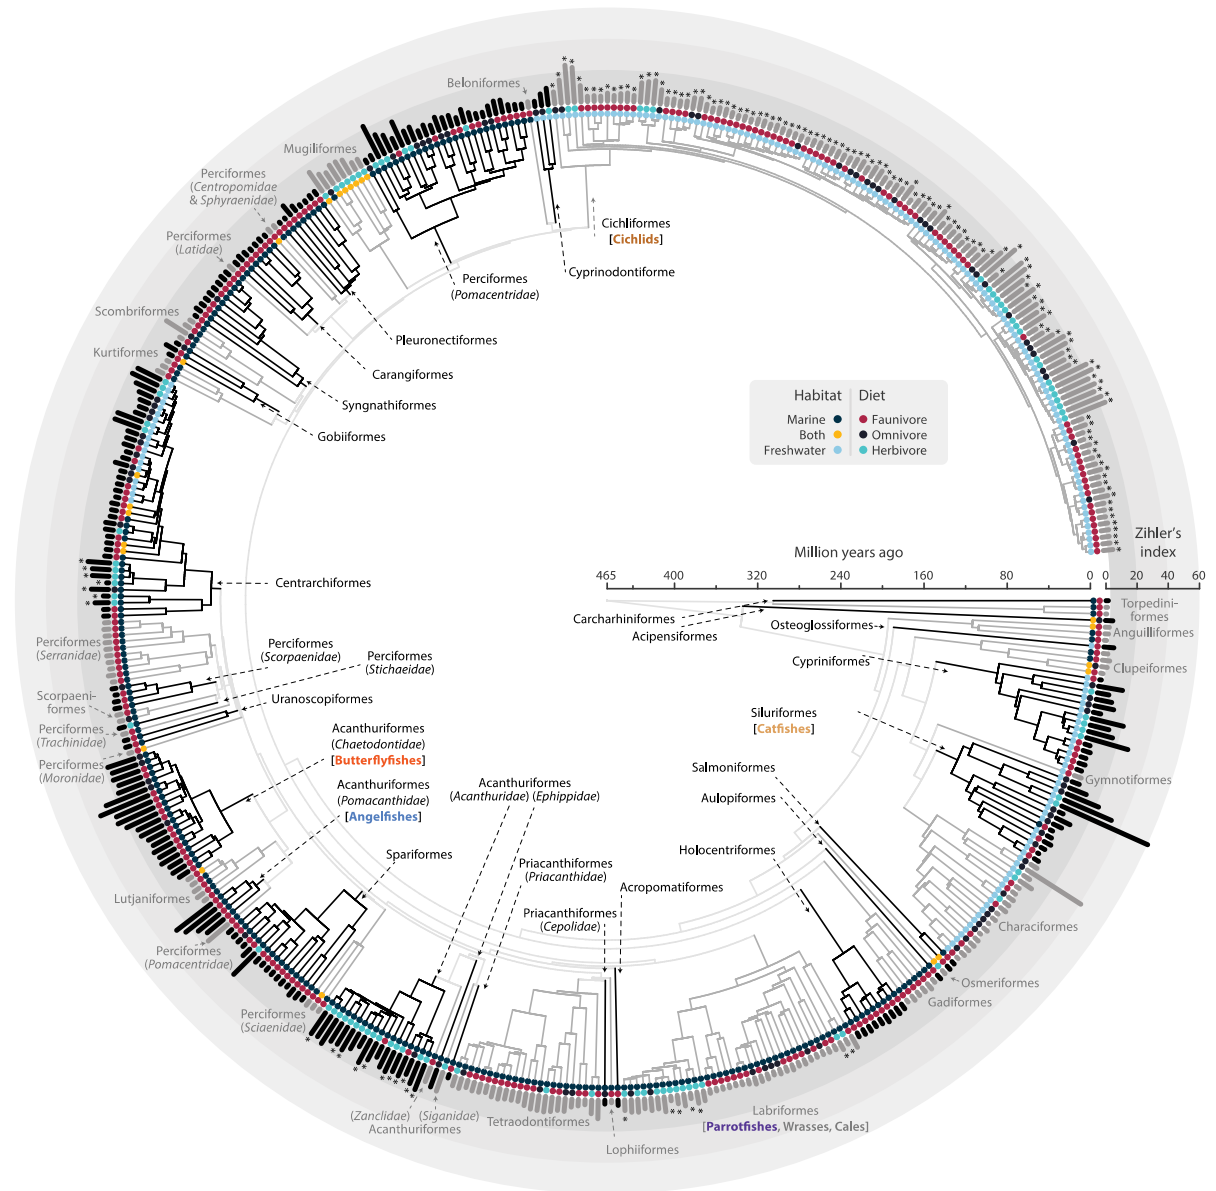 Beloniformes
Mugiliformes
Perciformes
(Centropomidae
& Sphyraenidae)
Perciformes
(Latidae)
Scombriformes
Kurtiformes
Cichliformes
[Cichlids]
Cyprinodontiforme
Perciformes
(Pomacentridae)
Pleuronectiformes
Carangiformes
Syngnathiformes
Gobiiformes
Habitat Diet
Marine Faunivore
Both Omnivore
Freshwater Herbivore
Million years ago
Zihler's
index
465 400 320 240 160 80 0 0 20 40 60
Centrarchiformes
Carcharhiniformes
Acipensiformes
Osteoglossiformes
Cypriniformes
Torpedini-
formes
Anguilliformes
Clupeiformes
Perciformes
(Serranidae)
Perciformes
(Scorpaenidae)
Perciformes
(Stichaeidae)
Uranoscopiformes
Scorpaeni-
formes
Perciformes
(Trachinidae)
Perciformes
(Moronidae)
Siluriformes
[Catfishes]
Acanthuriformes
(Chaetodontidae)
[Butterflyfishes]
Acanthuriformes
(Pomacanthidae)
[Angelfishes]
Acanthuriformes
(Acanthuridae) (Ephippidae)
Salmoniformes
Aulopiformes
Gymnotiformes
Spariformes
Holocentriformes
Priacanthiformes
(Priacanthidae)
Acropomatiformes
Priacanthiformes
(Cepolidae)
Lutjaniformes
Perciformes
(Pomacentridae)
Characiformes
Osmeriformes
Gadiformes
Perciformes
(Sciaenidae)
(Zanclidae) (Siganidae)
Acanthuriformes
Tetraodontiformes
Lophiiformes
Labriformes
[Parrotfishes, Wrasses, Cales]